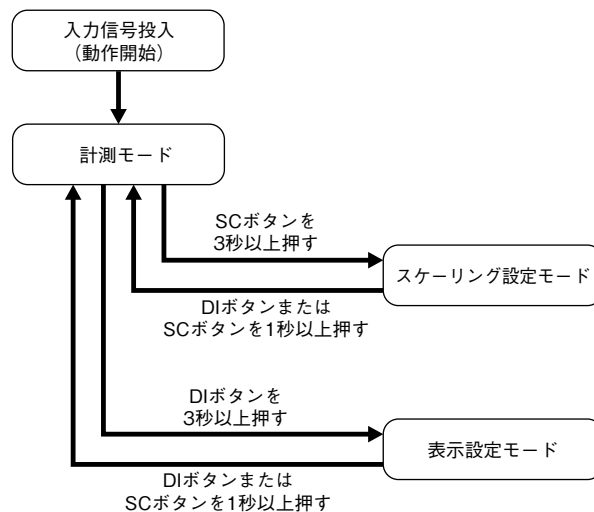 入力信号投入
（動作開始）
計測モード
SCボタンを
3秒以上押す
スケーリング設定モード
DIボタンまたは
SCボタンを1秒以上押す
DIボタンを
3秒以上押す
表示設定モード
DIボタンまたは
SCボタンを1秒以上押す